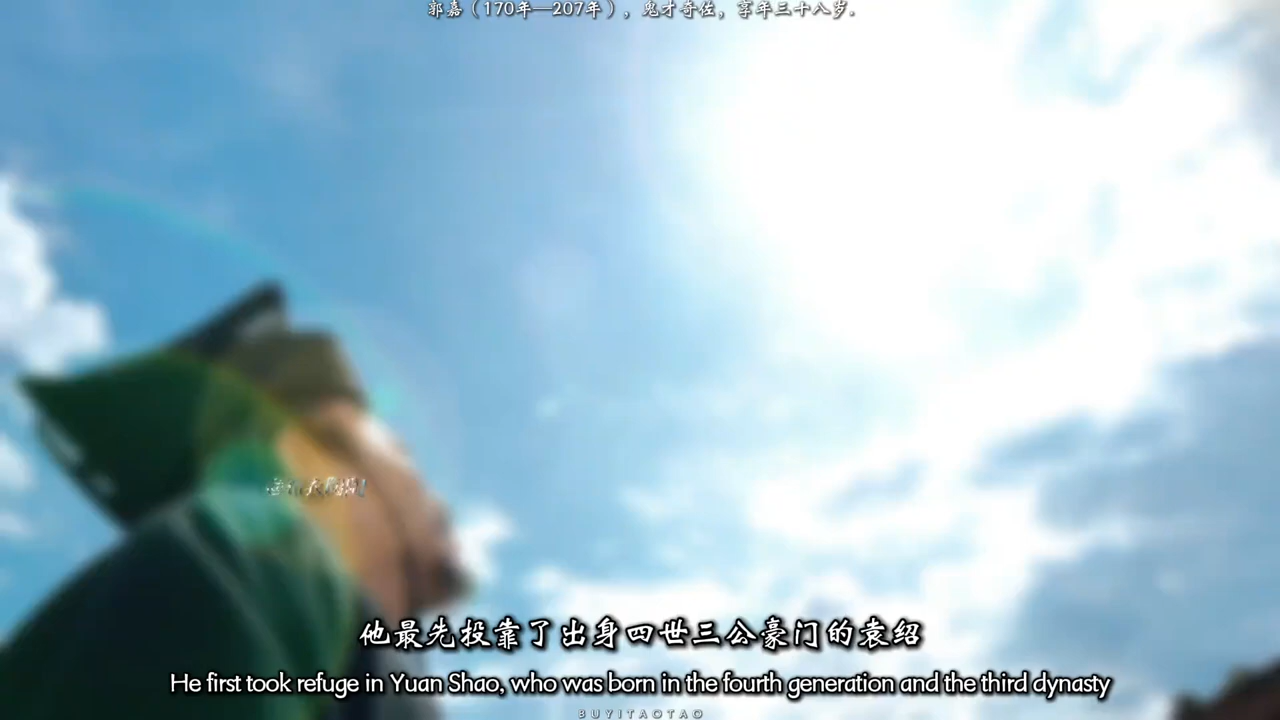 郭嘉（170年—207年），鬼才奇佐，享年三十八岁.
他最先投靠了出身四世三公豪门的袁绍
He first took refuge in Yuan Shao, who was born in the fourth generation and the third dynasty
BUYITAOTAO